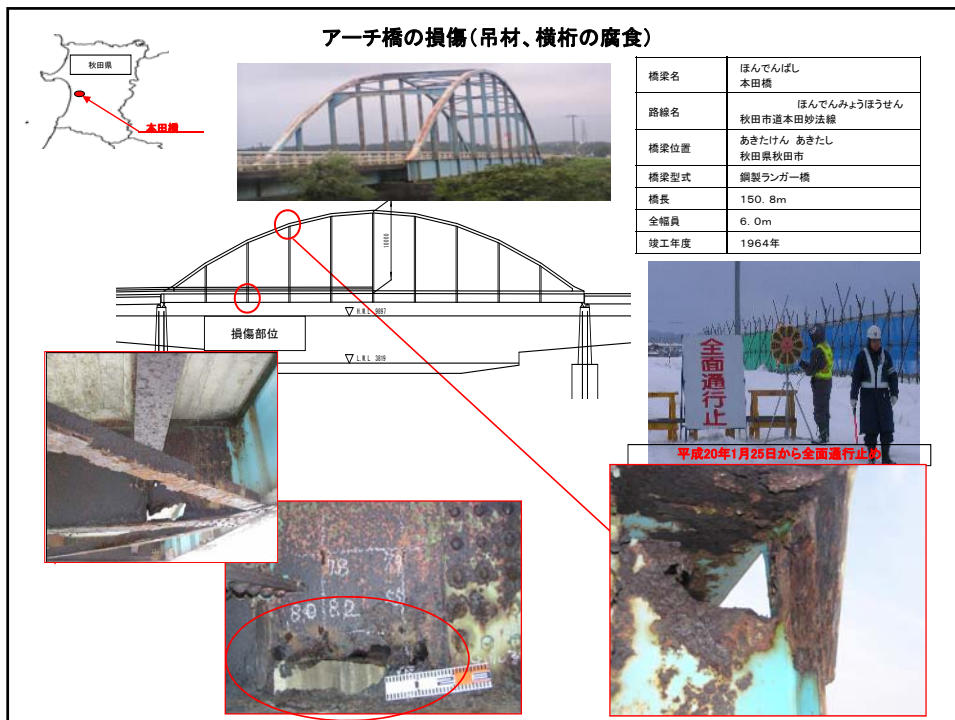 アーチ橋の損傷（吊材、横桁の腐食）
秋田県
本田橋
橋梁名
ほんでんばし
本田橋
路線名
ほんでんみょうほうせん
秋田市道本田妙法線
橋梁位置
あきたけん あきたし
秋田県秋田市
橋梁型式
鋼製ランガー橋
橋長
150．8m
全幅員
6．0m
竣工年度
1964年
10000
H.W.L 9897
損傷部位
L.W.L 3819
全面通行止
平成20年1月25日から全面通行止め
78
80 82